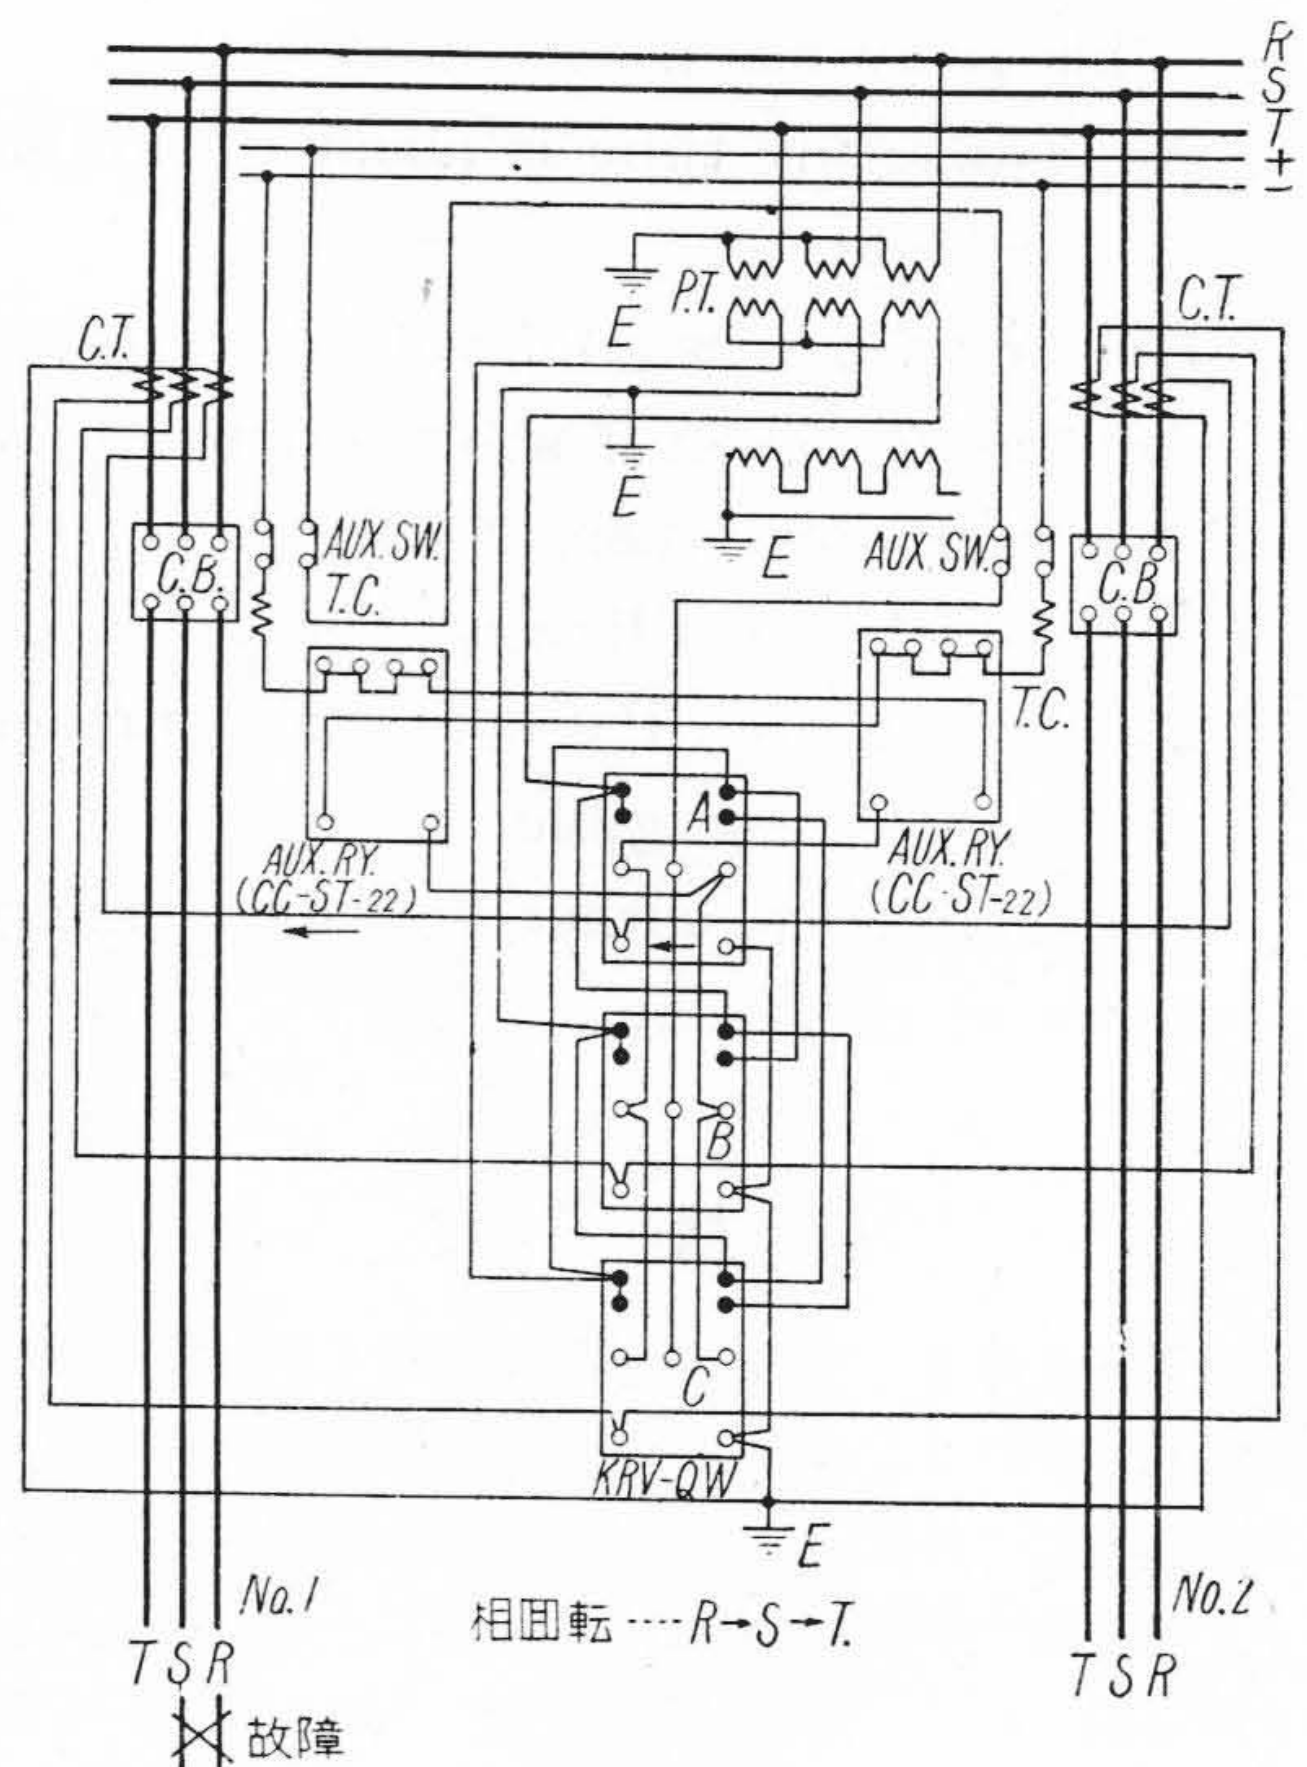 R
S
T
+
−
C.T.
P.T.
E
C.T.
E
E
AUX. SW.
T.C.
AUX. SW.
C.B.
C.B
T.C.
A
AUX. RY.
(CC-ST-22)
AUX. RY.
(CC-ST-22)
B
C
KRV-QW
E
No.1
相回転 ···· R→S→T.
No.2
T S R
T S R
故障